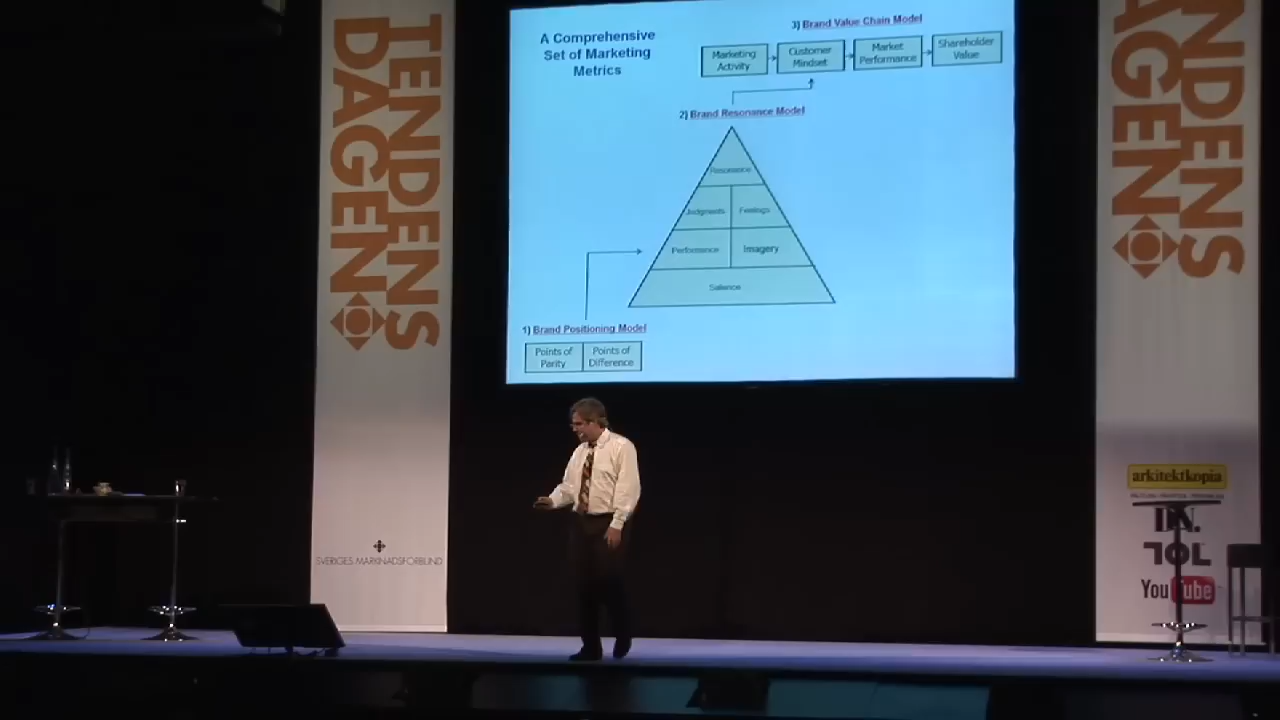 TENDENS
DAGEN
SVERIGES MARKNADSFÖRBUND
A Comprehensive
Set of Marketing
Metrics
3) Brand Value Chain Model
Marketing
Activity
Customer
Mindset
Market
Performance
Shareholder
Value
2) Brand Resonance Model
Resonance
Judgments
Feelings
Performance
Imagery
Salience
1) Brand Positioning Model
Points of
Parity
Points of
Difference
NDENS
AGEN
arkitektkopia
YouTube